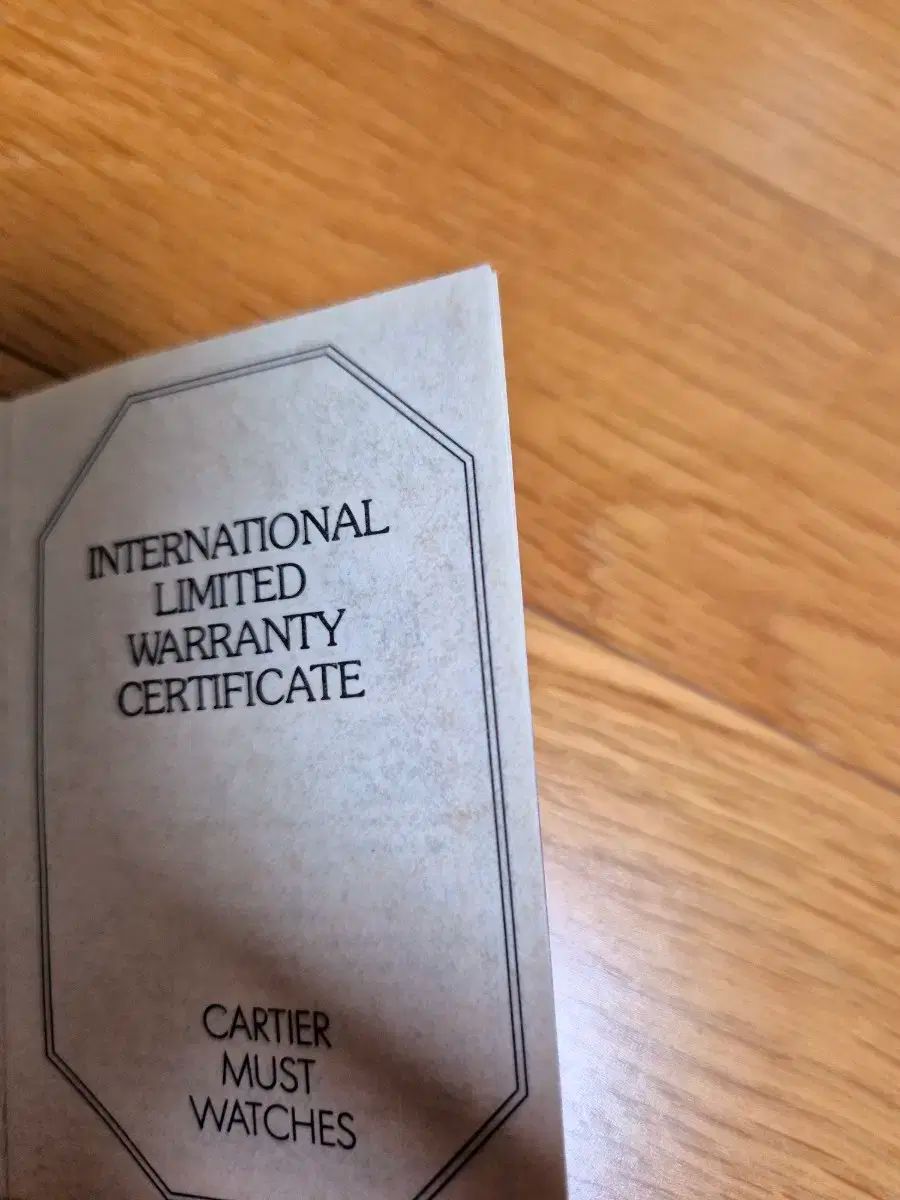 INTERNATIONAL
LIMITED
WARRANTY
CERTIFICATE
CARTIER
MUST
WATCHES